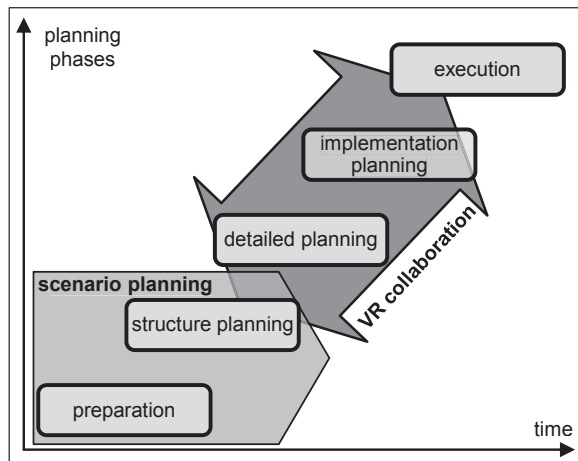 planning
phases
execution
implementation
planning
detailed planning
VR collaboration
scenario planning
structure planning
preparation
time